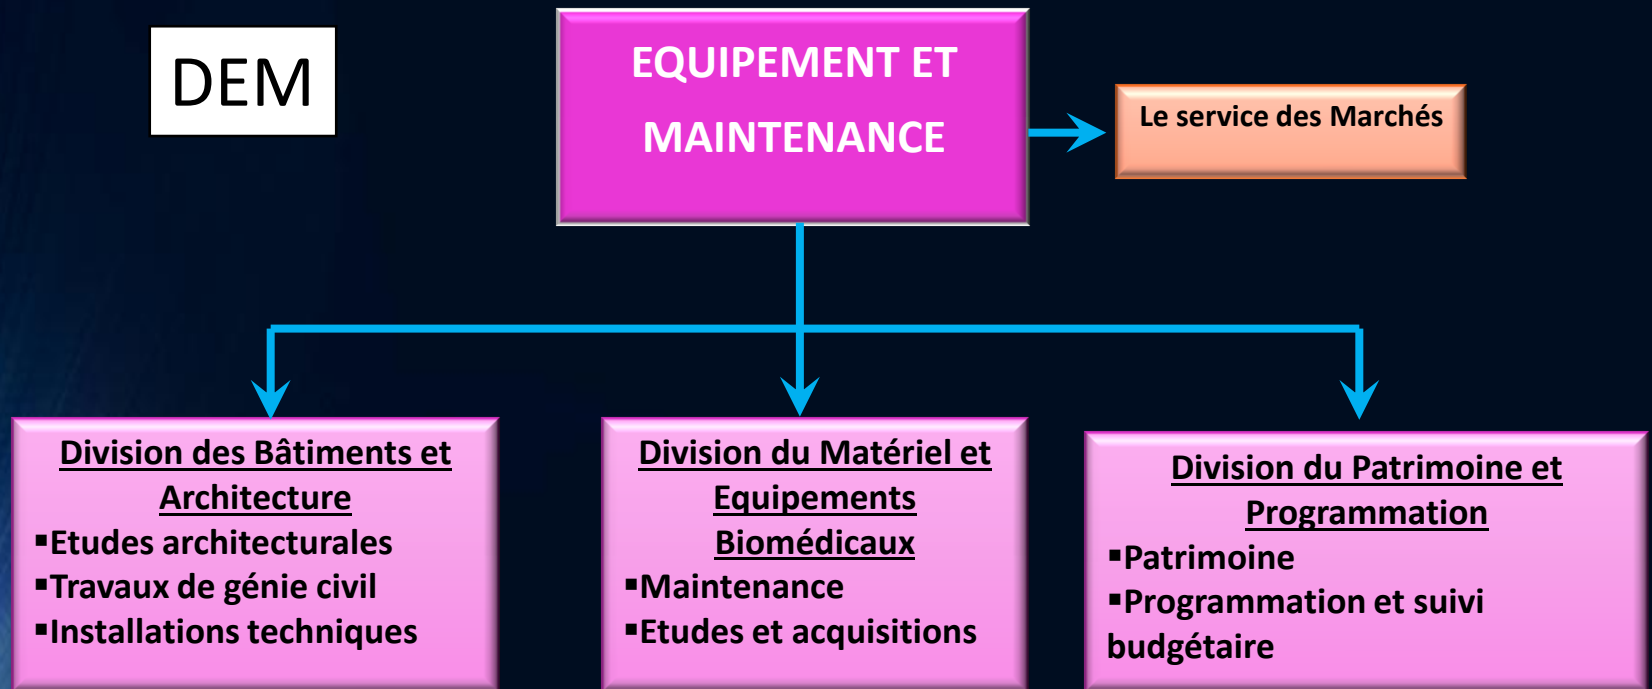 DEM
EQUIPEMENT ET
MAINTENANCE
Le service des Marchés
Division des Bâtiments et
Architecture
▪Etudes architecturales
▪Travaux de génie civil
▪Installations techniques
Division du Matériel et
Equipements
Biomédicaux
▪Maintenance
▪Etudes et acquisitions
Division du Patrimoine et
Programmation
▪Patrimoine
▪Programmation et suivi
budgétaire